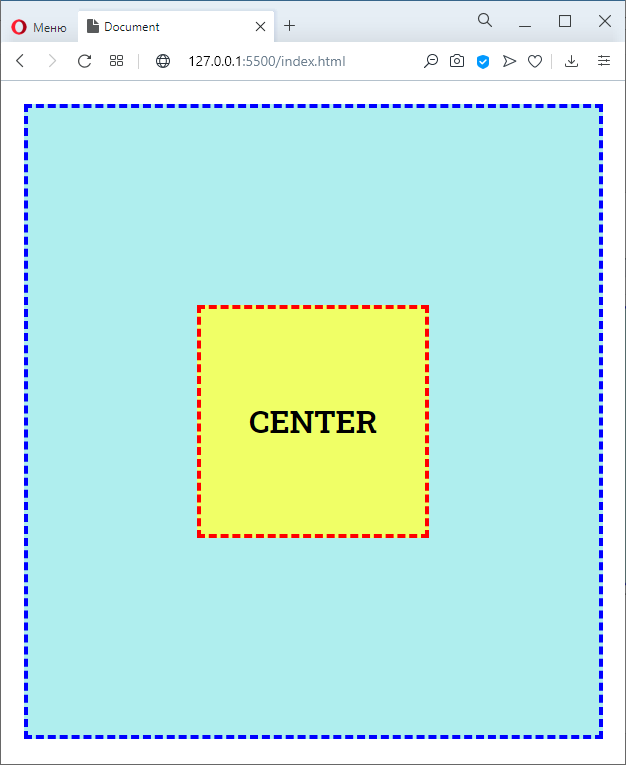 Меню
Document
127.0.0.1:5500/index.html
CENTER